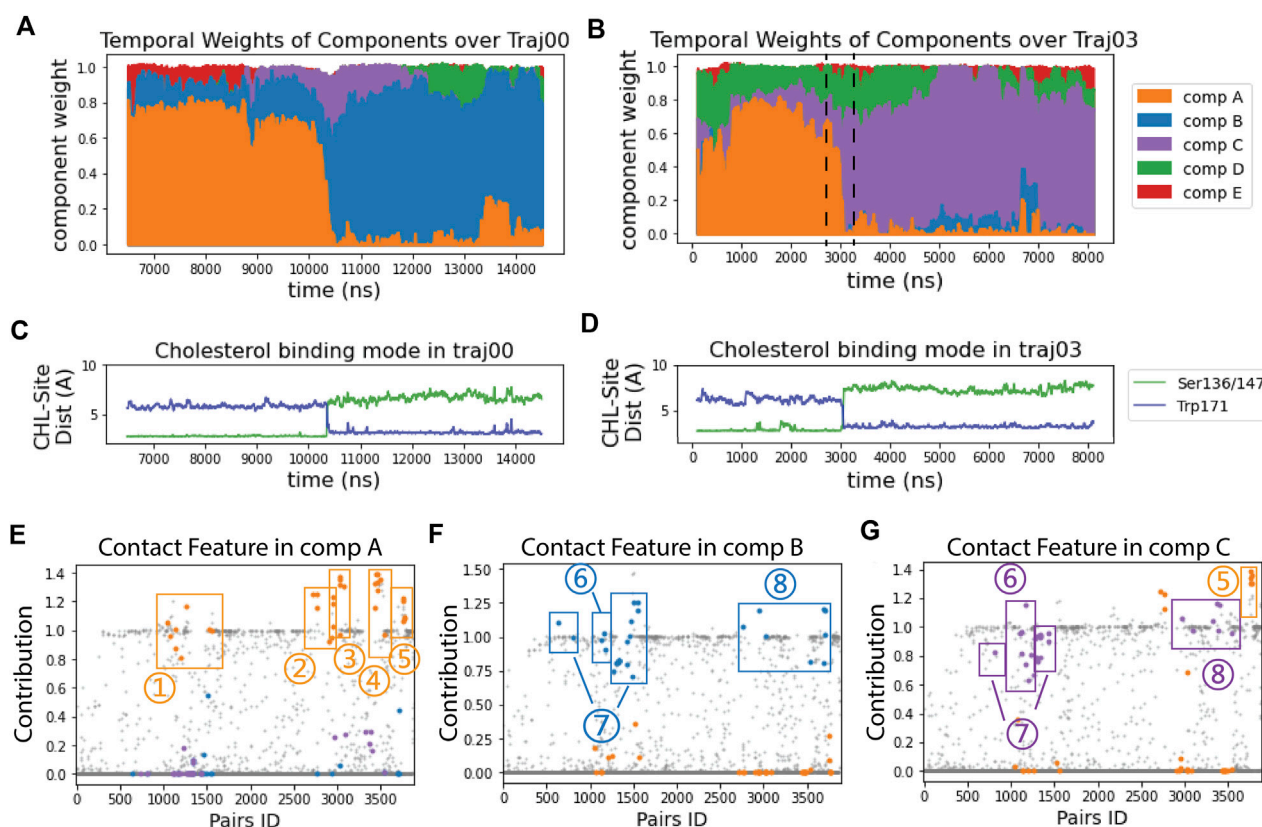 A
Temporal Weights of Components over Traj00
component weight
1.0
0.8
0.6
0.4
0.2
0.0
7000 8000 9000 10000 11000 12000 13000 14000
time (ns)
B
Temporal Weights of Components over Traj03
component weight
1.0
0.8
0.6
0.4
0.2
0.0
0 1000 2000 3000 4000 5000 6000 7000 8000
time (ns)
comp A
comp B
comp C
comp D
comp E
C
Cholesterol binding mode in traj00
CHL-Site
Dist (A)
10
5
7000 8000 9000 10000 11000 12000 13000 14000
time (ns)
D
Cholesterol binding mode in traj03
CHL-Site
Dist (A)
10
5
0 1000 2000 3000 4000 5000 6000 7000 8000
time (ns)
Ser136/147
Trp171
E
Contact Feature in comp A
Contribution
1.4
1.2
1.0
0.8
0.6
0.4
0.2
0.0
1
2
3
4
5
0 500 1000 1500 2000 2500 3000 3500
Pairs ID
F
Contact Feature in comp B
Contribution
1.50
1.25
1.00
0.75
0.50
0.25
0.00
6
8
7
0 500 1000 1500 2000 2500 3000 3500
Pairs ID
G
Contact Feature in comp C
Contribution
1.40
1.2
1.0
0.8
0.6
0.4
0.2
0.0
6
5
8
7
0 500 1000 1500 2000 2500 3000 3500
Pairs ID